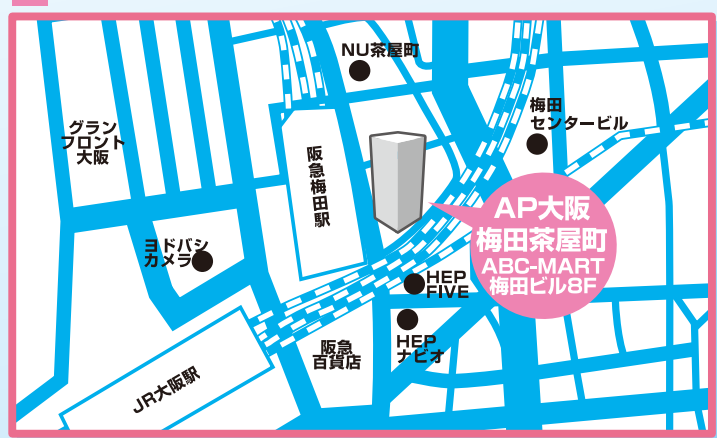 NU茶屋町
梅田
センタービル
グラン
フロント
大阪
阪急梅田駅
AP大阪
梅田茶屋町
ABC-MART
梅田ビル8F
ヨドバシ
カメラ
HEP
FIVE
HEP
ナビオ
阪急
百貨店
JR大阪駅